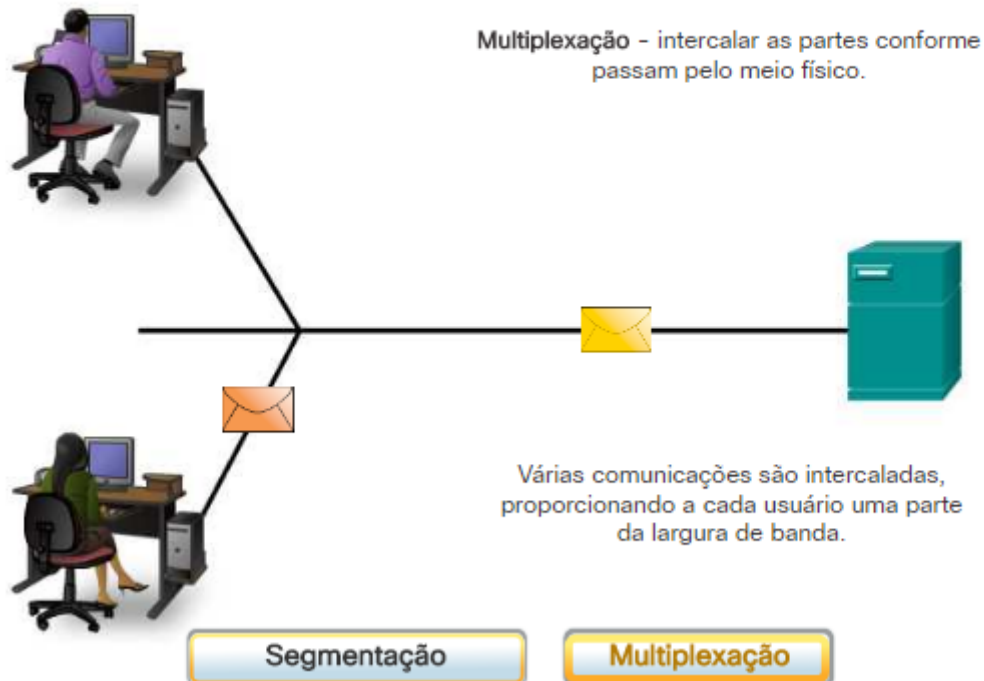 Multiplexação - intercalar as partes conforme
passam pelo meio físico.
Várias comunicações são intercaladas,
proporcionando a cada usuário uma parte
da largura de banda.
Segmentação
Multiplexação